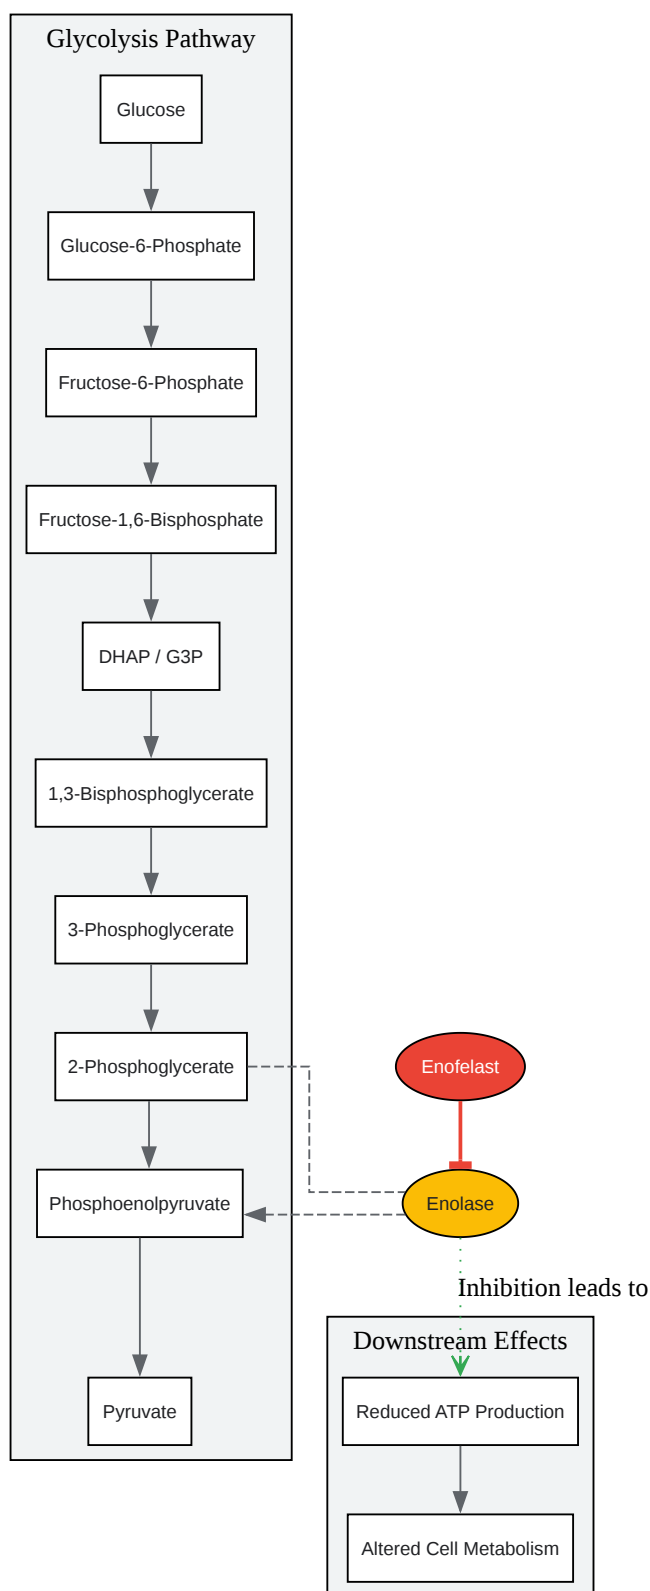 Glycolysis Pathway
Glucose
Glucose-6-Phosphate
Fructose-6-Phosphate
Fructose-1,6-Bisphosphate
DHAP / G3P
1,3-Bisphosphoglycerate
3-Phosphoglycerate
2-Phosphoglycerate
Enofelast
Phosphoenolpyruvate
Enolase
Inhibition leads to
Downstream Effects
Pyruvate
Reduced ATP Production
Altered Cell Metabolism